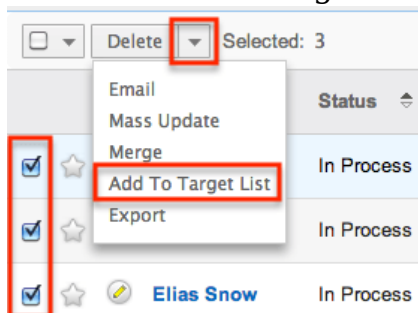 Delete Selected: 3
Email
Status
Mass Update
Merge
In Process
Add To Target List
Export
In Process
Elias Snow In Process